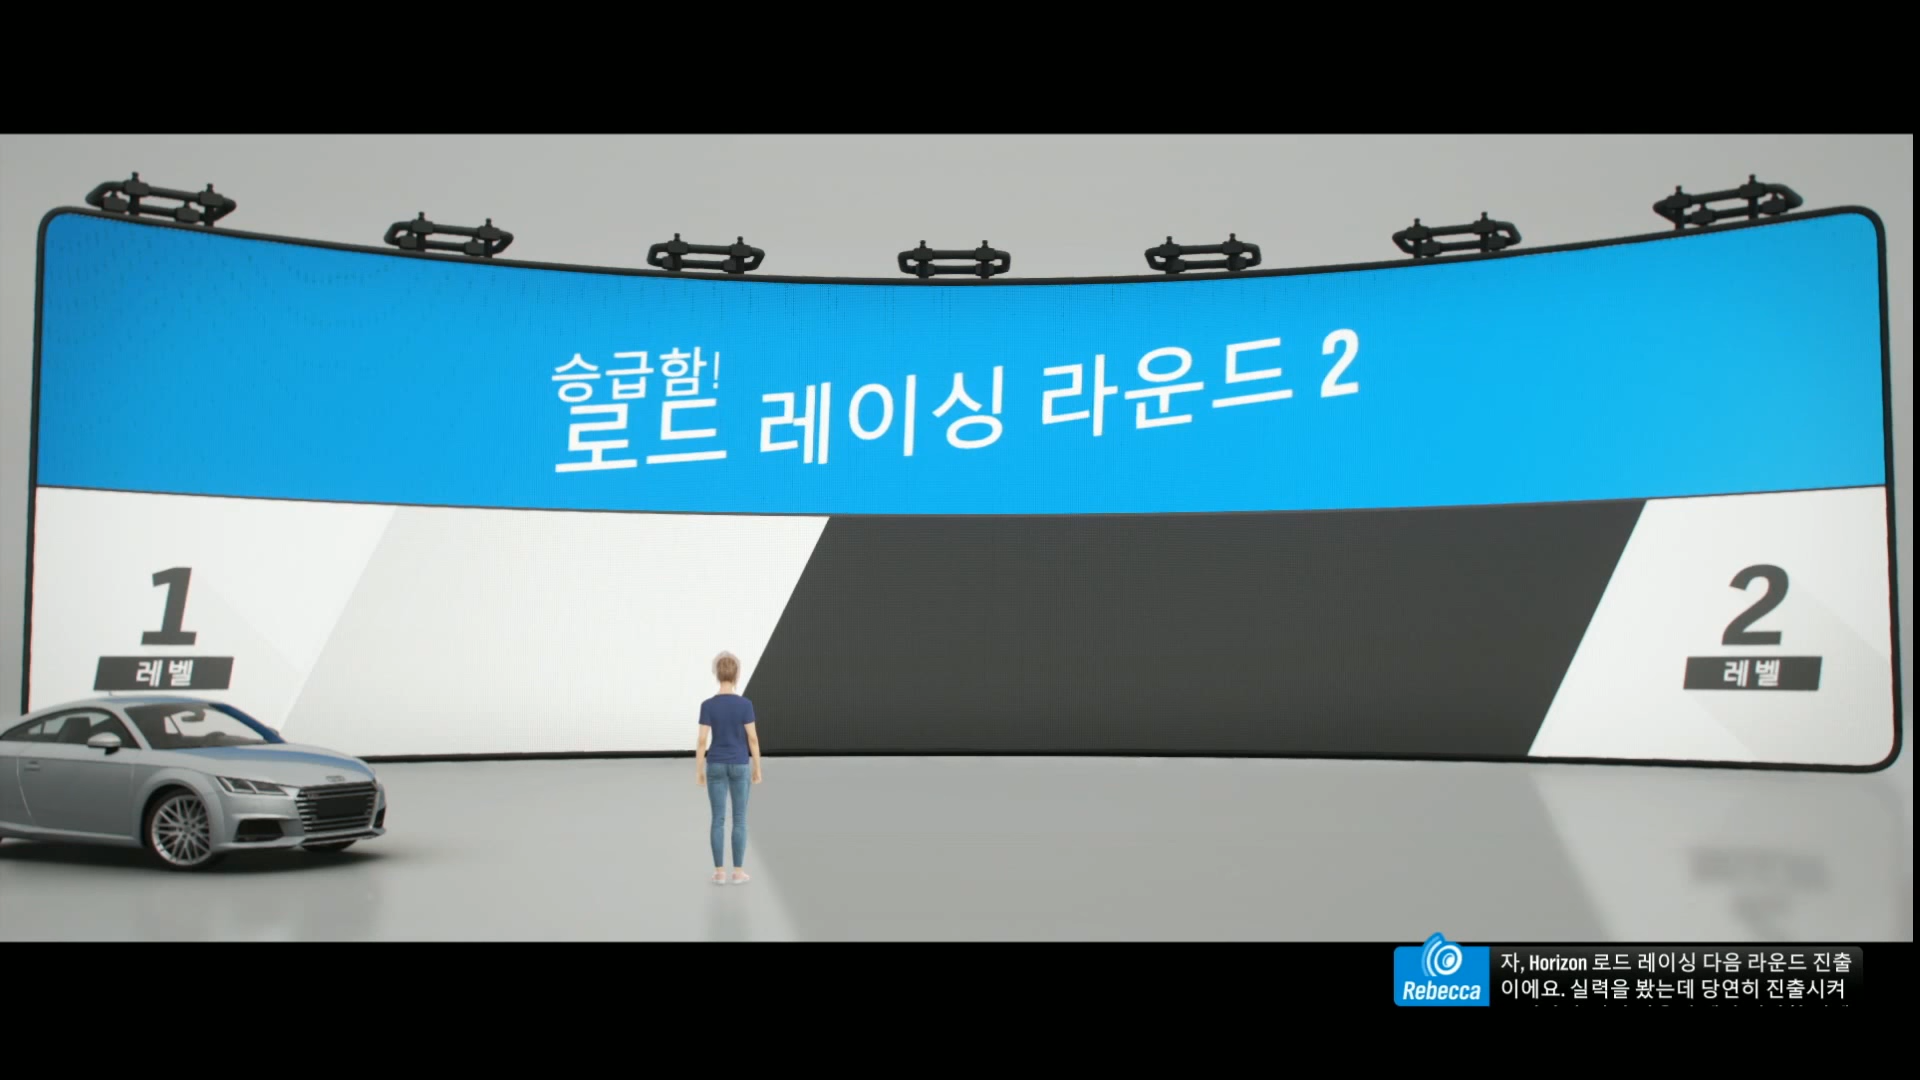 승급함!
로드 레이싱 라운드 2
1
레벨
2
레벨
Rebecca
자, Horizon 로드 레이싱 다음 라운드 진출
이에요. 실력을 봤는데 당연히 진출시켜